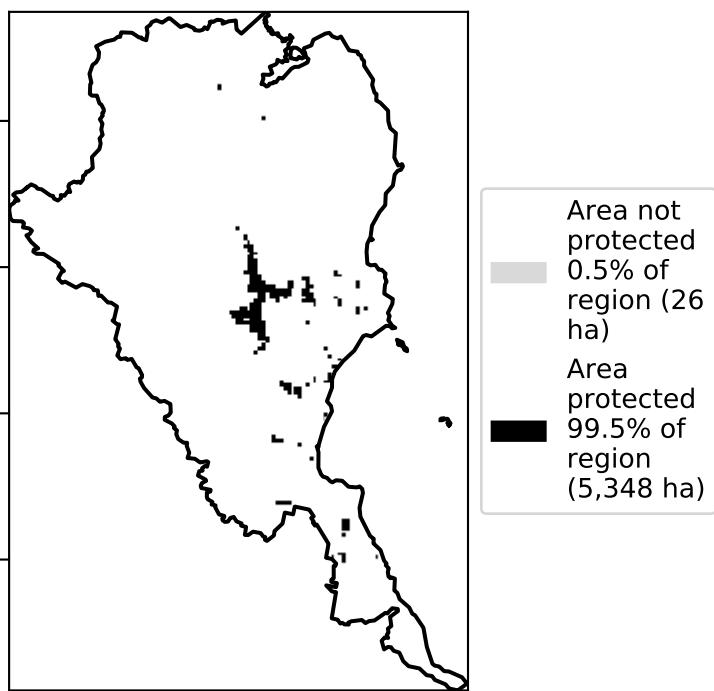 Area not
protected
0.5% of
region (26
ha)
Area
protected
99.5% of
region
(5,348 ha)